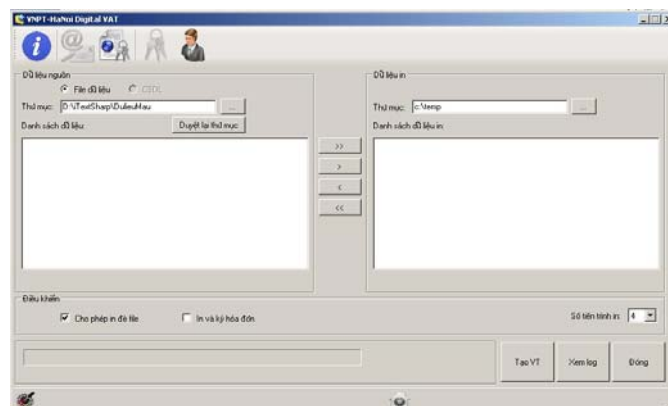 VNPT-HaNoi Digital VAT
Dữ liệu nguồn
File dữ liệu
CSDL
Thư mục: D:\iTextSharp\DulieuMau ...
Danh sách dữ liệu:
Duyệt lại thư mục
>>
>
<
<<
Dữ liệu in
Thư mục: c:\temp ...
Danh sách dữ liệu in:
Điều khiển
Cho phép in đè file
In và ký hóa đơn
Số tiến trình in: 4
Tạo VT
Xem log
Đóng